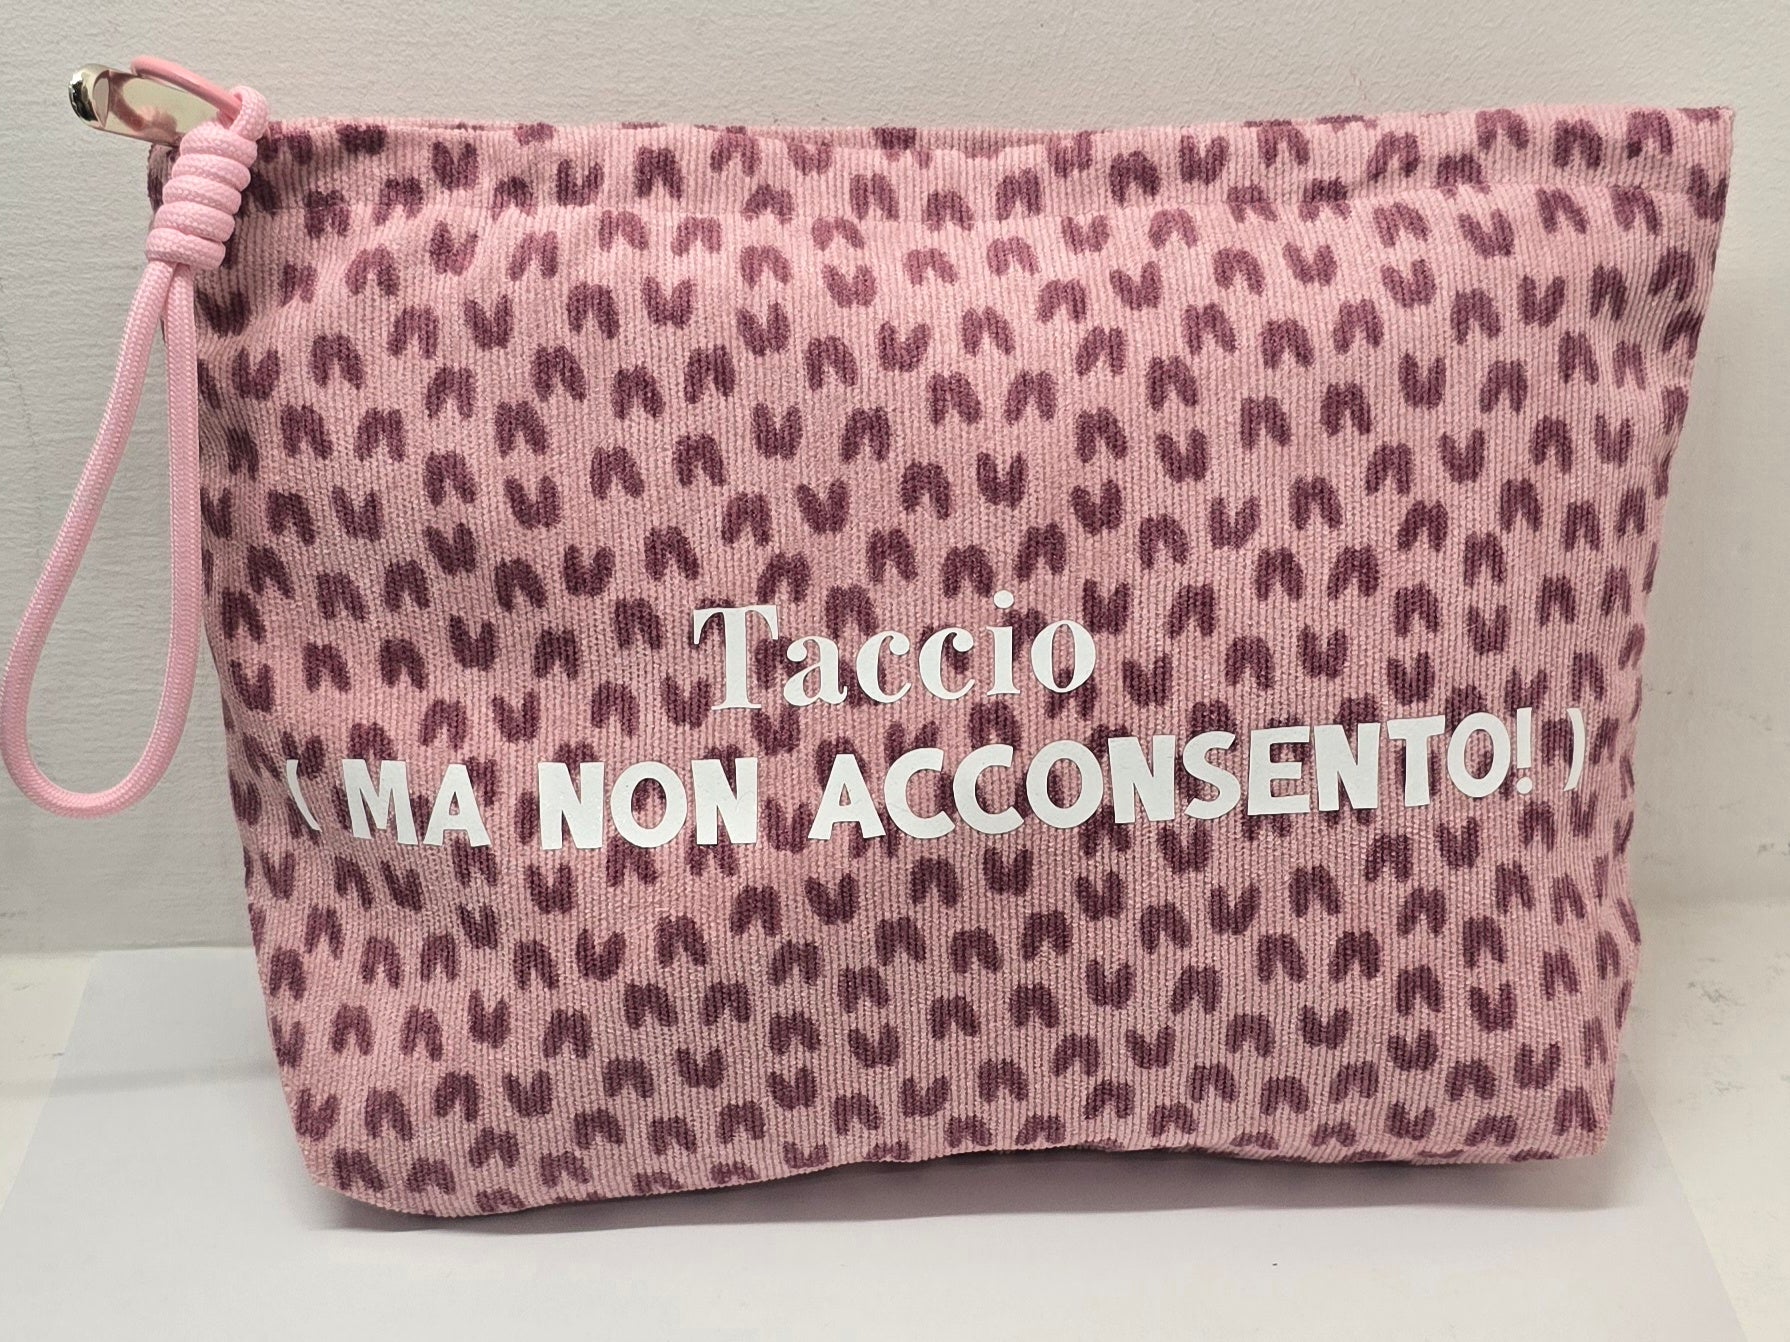 Taccio
( MA NON ACCONSENTO! )